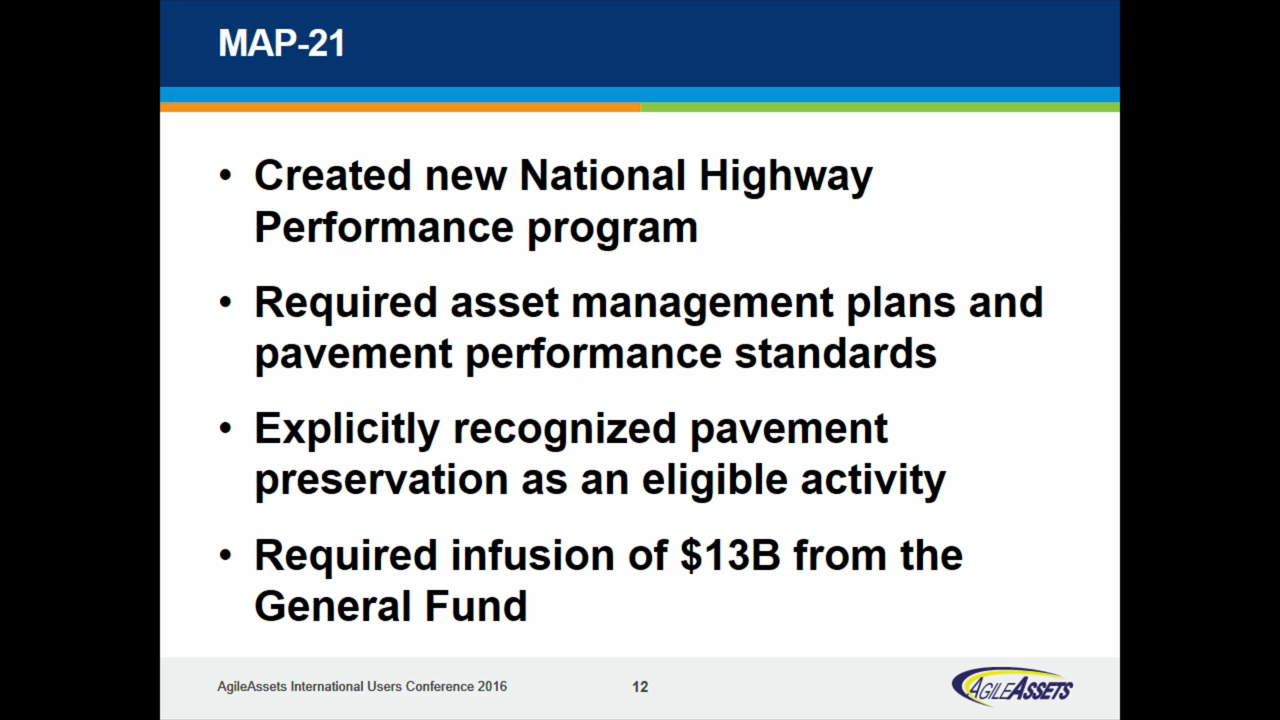 MAP-21
• Created new National Highway
Performance program
• Required asset management plans and
pavement performance standards
• Explicitly recognized pavement
preservation as an eligible activity
• Required infusion of $13B from the
General Fund
AgileAssets International Users Conference 2016
12
AGILEASSETS